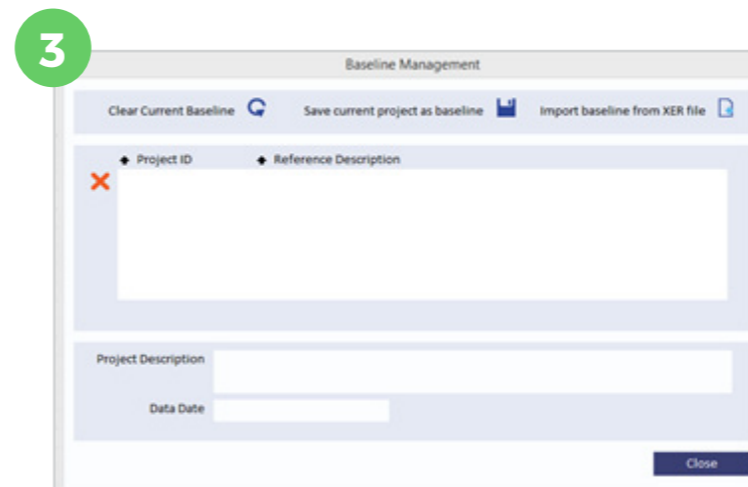 3
Baseline Management
Clear Current Baseline Save current project as baseline Import baseline from XER file
Project ID Reference Description
Project Description
Data Date
Close